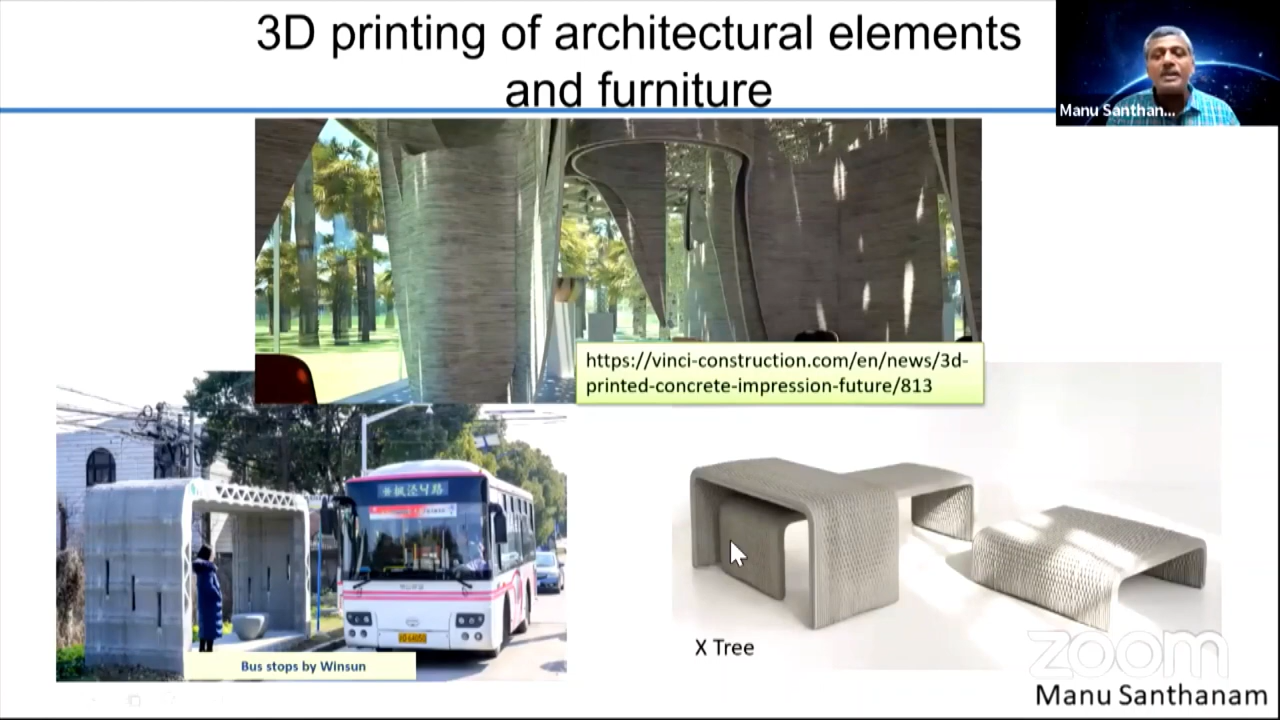 3D printing of architectural elements
and furniture
Manu Santhan...
https://vinci-construction.com/en/news/3d-
printed-concrete-impression-future/813
Bus stops by Winsun
X Tree
zoom
Manu Santhanam